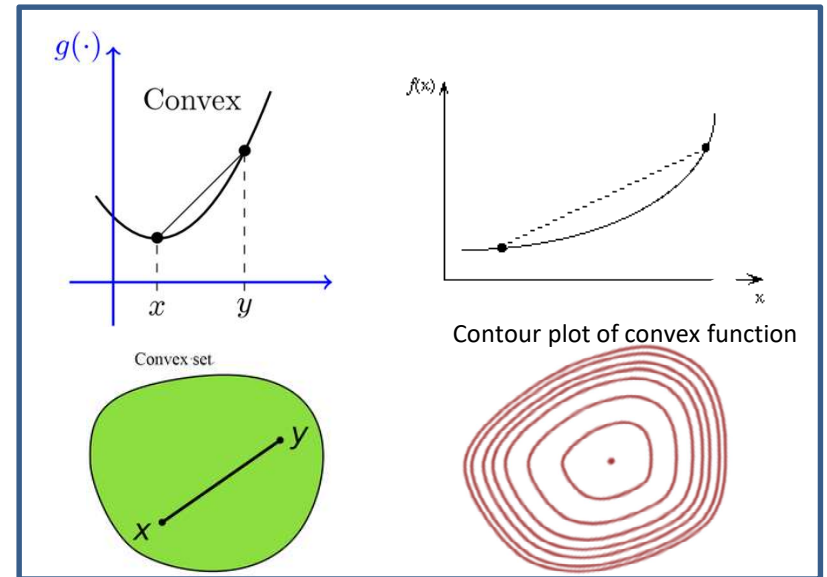 g(·)
Convex
x
y
f(x)
x
Contour plot of convex function
Convex set
x
y